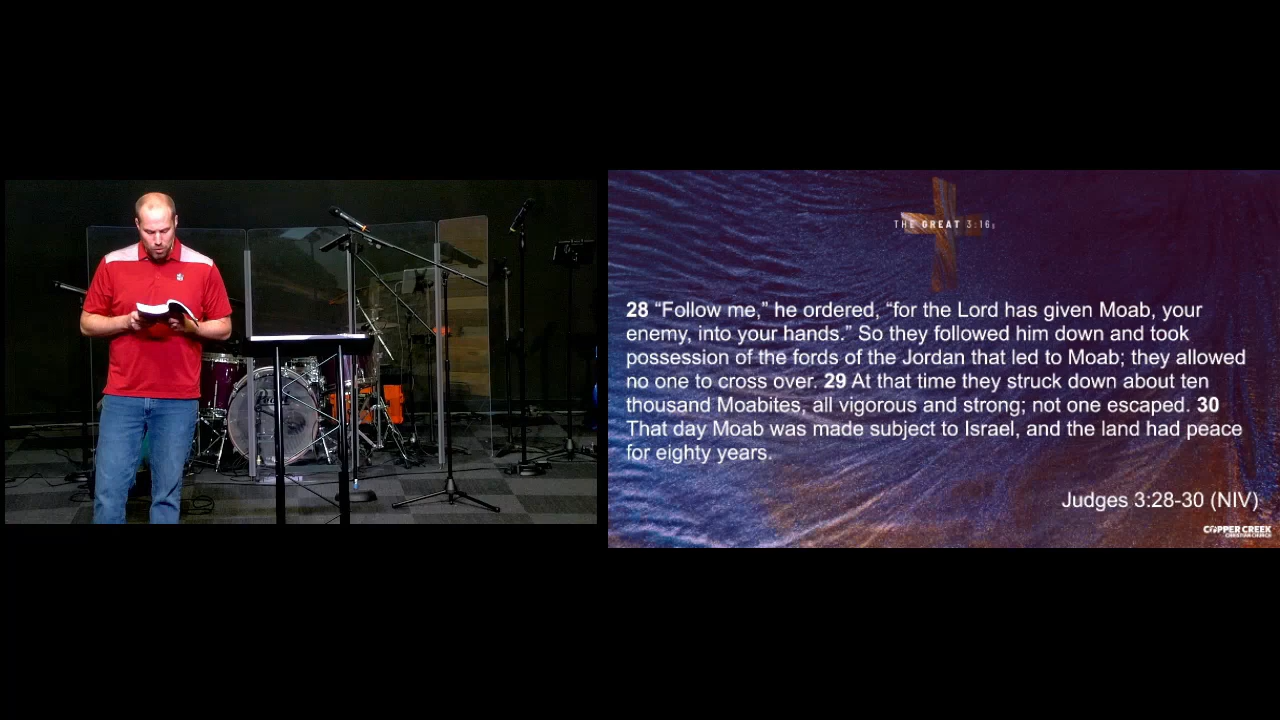 THE GREAT 3:16s
28 “Follow me,” he ordered, “for the Lord has given Moab, your
enemy, into your hands.” So they followed him down and took
possession of the fords of the Jordan that led to Moab; they allowed
no one to cross over. 29 At that time they struck down about ten
thousand Moabites, all vigorous and strong; not one escaped. 30
That day Moab was made subject to Israel, and the land had peace
for eighty years.
Judges 3:28-30 (NIV)
COPPER CREEK
CHRISTIAN CHURCH